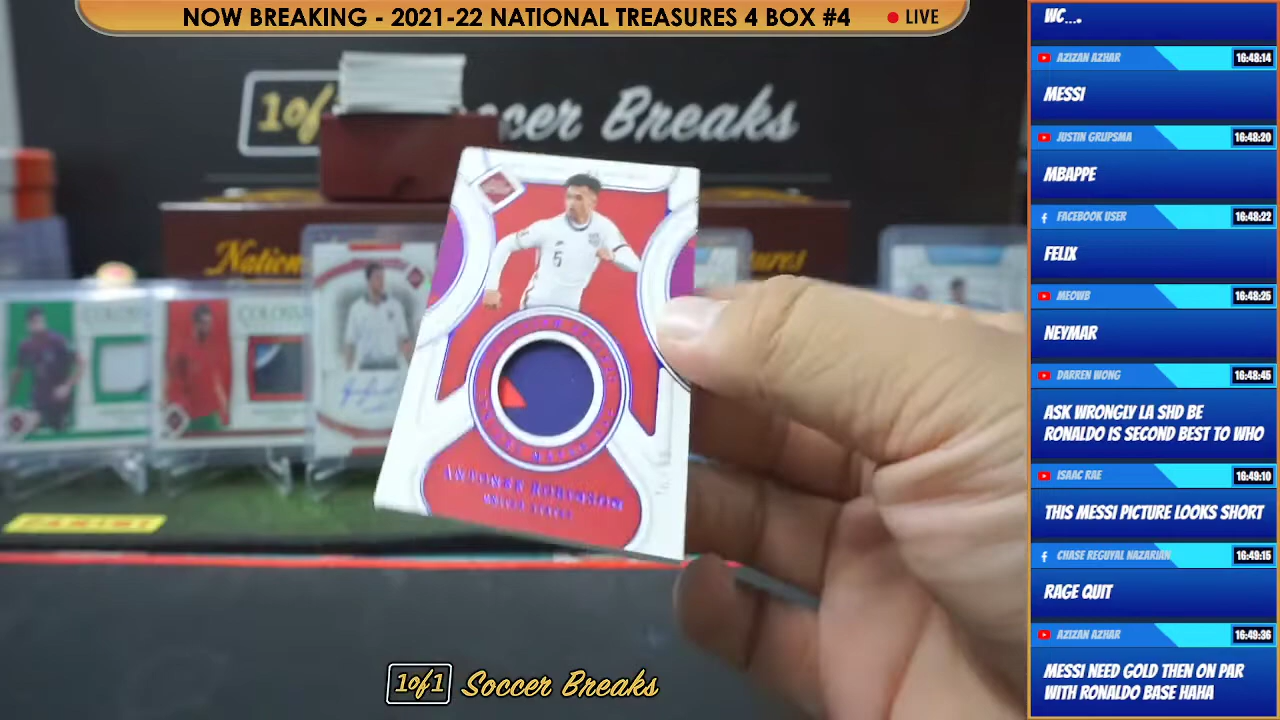 NOW BREAKING - 2021-22 NATIONAL TREASURES 4 BOX #4
LIVE
1of1 Soccer Breaks
National Treasures
PANINI
5
ANTONEE ROBINSON
UNITED STATES
1of1 Soccer Breaks
WC....
AZIZAN AZHAR
16:48:14
MESSI
JUSTIN GRUPSMA
16:48:20
MBAPPE
FACEBOOK USER
16:48:22
FELIX
MEOWB
16:48:25
NEYMAR
DARREN WONG
16:48:45
ASK WRONGLY LA SHD BE
RONALDO IS SECOND BEST TO WHO
ISAAC RAE
16:49:10
THIS MESSI PICTURE LOOKS SHORT
CHASE REGUYAL NAZARIAN
16:49:15
RAGE QUIT
AZIZAN AZHAR
16:49:36
MESSI NEED GOLD THEN ON PAR
WITH RONALDO BASE HAHA